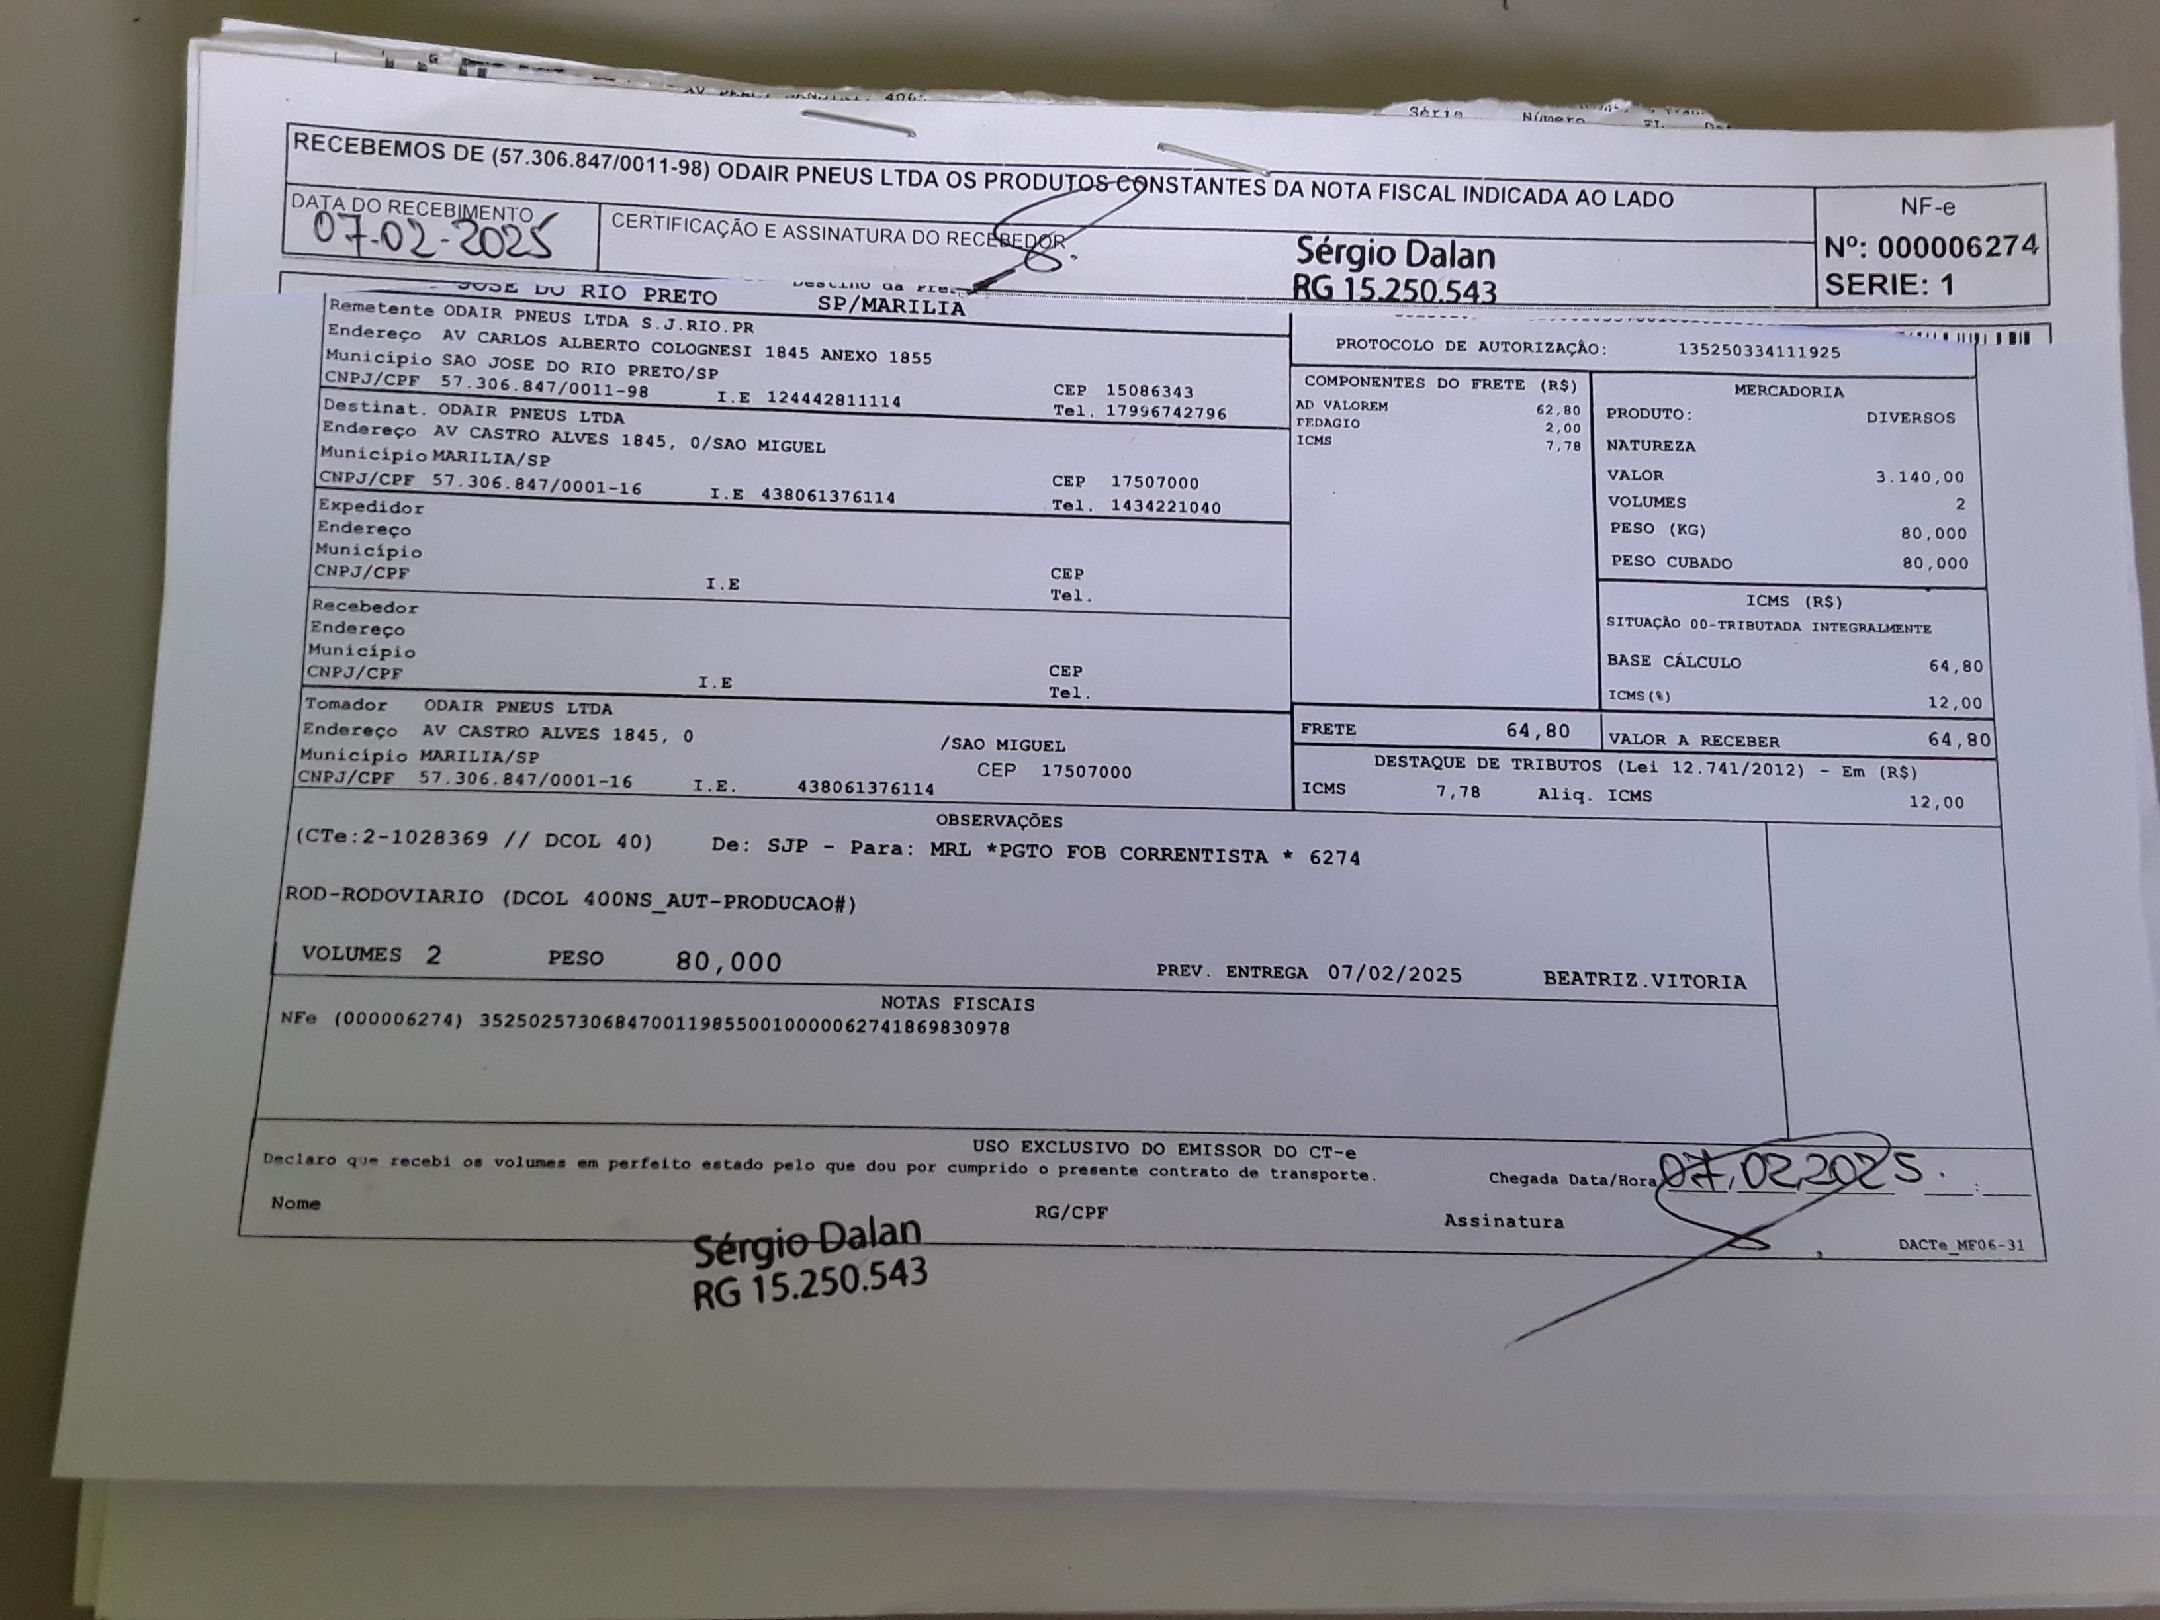 AV
406
Série
Número
FL
RECEBEMOS DE (57.306.847/0011-98) ODAIR PNEUS LTDA OS PRODUTOS CONSTANTES DA NOTA FISCAL INDICADA AO LADO
NF-e
Nº: 000006274
SERIE: 1
DATA DO RECEBIMENTO
07-02-2025
CERTIFICAÇÃO E ASSINATURA DO RECEBEDOR
Sérgio Dalan
RG 15.250.543
JOSE DO RIO PRETO
Destino da
SP/MARILIA
Remetente ODAIR PNEUS LTDA S.J.RIO.PR
Endereço AV CARLOS ALBERTO COLOGNESI 1845 ANEXO 1855
Município SAO JOSE DO RIO PRETO/SP
CEP 15086343
CNPJ/CPF 57.306.847/0011-98 I.E 124442811114
Tel. 17996742796
Destinat. ODAIR PNEUS LTDA
Endereço AV CASTRO ALVES 1845, 0/SAO MIGUEL
Município MARILIA/SP
CEP 17507000
CNPJ/CPF 57.306.847/0001-16 I.E 438061376114
Tel. 1434221040
Expedidor
Endereço
Município
CEP
CNPJ/CPF I.E
Tel.
Recebedor
Endereço
Município
CEP
CNPJ/CPF I.E
Tel.
Tomador ODAIR PNEUS LTDA
Endereço AV CASTRO ALVES 1845, 0 /SAO MIGUEL
Município MARILIA/SP CEP 17507000
CNPJ/CPF 57.306.847/0001-16 I.E. 438061376114
PROTOCOLO DE AUTORIZAÇÂO: 135250334111925
COMPONENTES DO FRETE (R$)
AD VALOREM 62,80
PEDAGIO 2,00
ICMS 7,78
MERCADORIA
PRODUTO: DIVERSOS
NATUREZA
VALOR 3.140,00
VOLUMES 2
PESO (KG) 80,000
PESO CUBADO 80,000
ICMS (R$)
SITUAÇÃO 00-TRIBUTADA INTEGRALMENTE
BASE CÁLCULO 64,80
ICMS(%) 12,00
FRETE 64,80
VALOR A RECEBER 64,80
DESTAQUE DE TRIBUTOS (Lei 12.741/2012) - Em (R$)
ICMS 7,78 Aliq. ICMS 12,00
OBSERVAÇÕES
(CTe:2-1028369 // DCOL 40) De: SJP - Para: MRL *PGTO FOB CORRENTISTA * 6274
ROD-RODOVIARIO (DCOL 400NS_AUT-PRODUCAO#)
VOLUMES 2 PESO 80,000 PREV. ENTREGA 07/02/2025 BEATRIZ.VITORIA
NOTAS FISCAIS
NFe (000006274) 35250257306847001198550010000062741869830978
USO EXCLUSIVO DO EMISSOR DO CT-e
Declaro que recebi os volumes em perfeito estado pelo que dou por cumprido o presente contrato de transporte.
Chegada Data/Hora 07.02.2025
Nome RG/CPF Assinatura
DACTe_MF06-31
Sérgio Dalan
RG 15.250.543